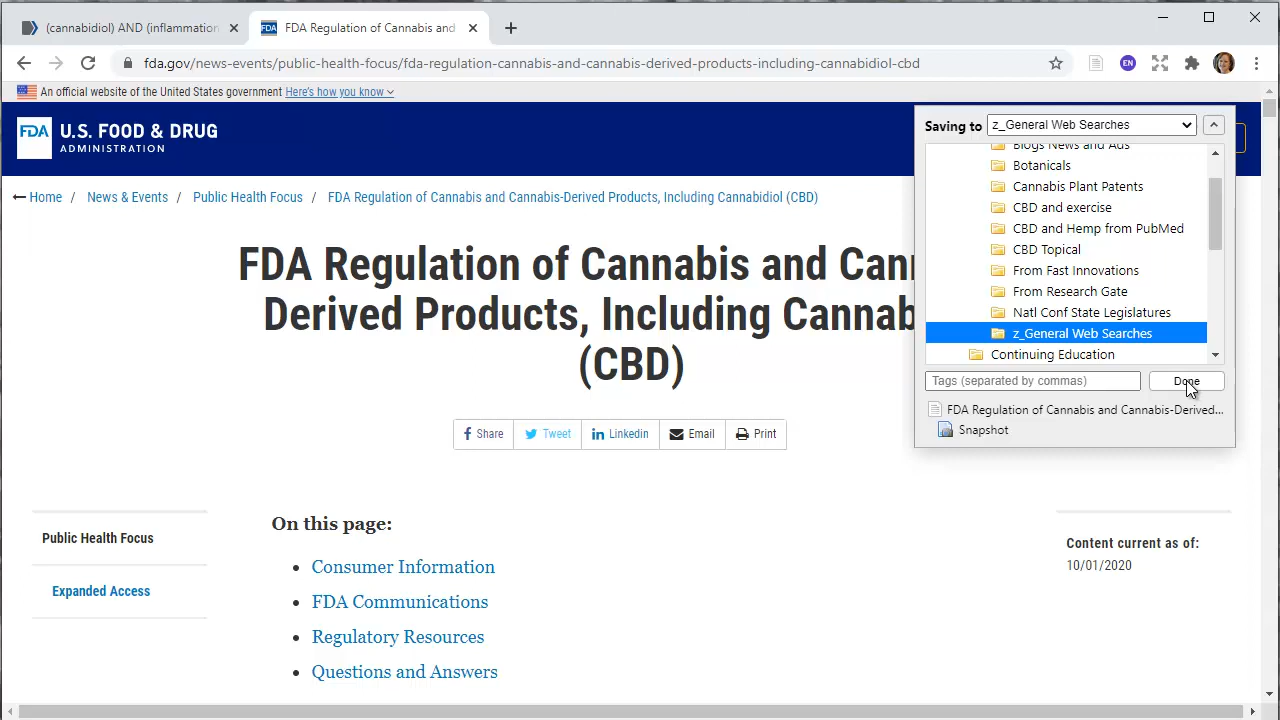 (cannabidiol) AND (inflammation
FDA FDA Regulation of Cannabis and
fda.gov/news-events/public-health-focus/fda-regulation-cannabis-and-cannabis-derived-products-including-cannabidiol-cbd
EN
An official website of the United States government Here's how you know
FDA U.S. FOOD & DRUG
ADMINISTRATION
Home / News & Events / Public Health Focus / FDA Regulation of Cannabis and Cannabis-Derived Products, Including Cannabidiol (CBD)
FDA Regulation of Cannabis and Can
Derived Products, Including Cannab
(CBD)
Share Tweet Linkedin Email Print
Public Health Focus
Expanded Access
On this page:
• Consumer Information
• FDA Communications
• Regulatory Resources
• Questions and Answers
Content current as of:
10/01/2020
Saving to z_General Web Searches
Blogs News and Ads
Botanicals
Cannabis Plant Patents
CBD and exercise
CBD and Hemp from PubMed
CBD Topical
From Fast Innovations
From Research Gate
Natl Conf State Legislatures
z_General Web Searches
Continuing Education
Tags (separated by commas) Done
FDA Regulation of Cannabis and Cannabis-Derived...
Snapshot